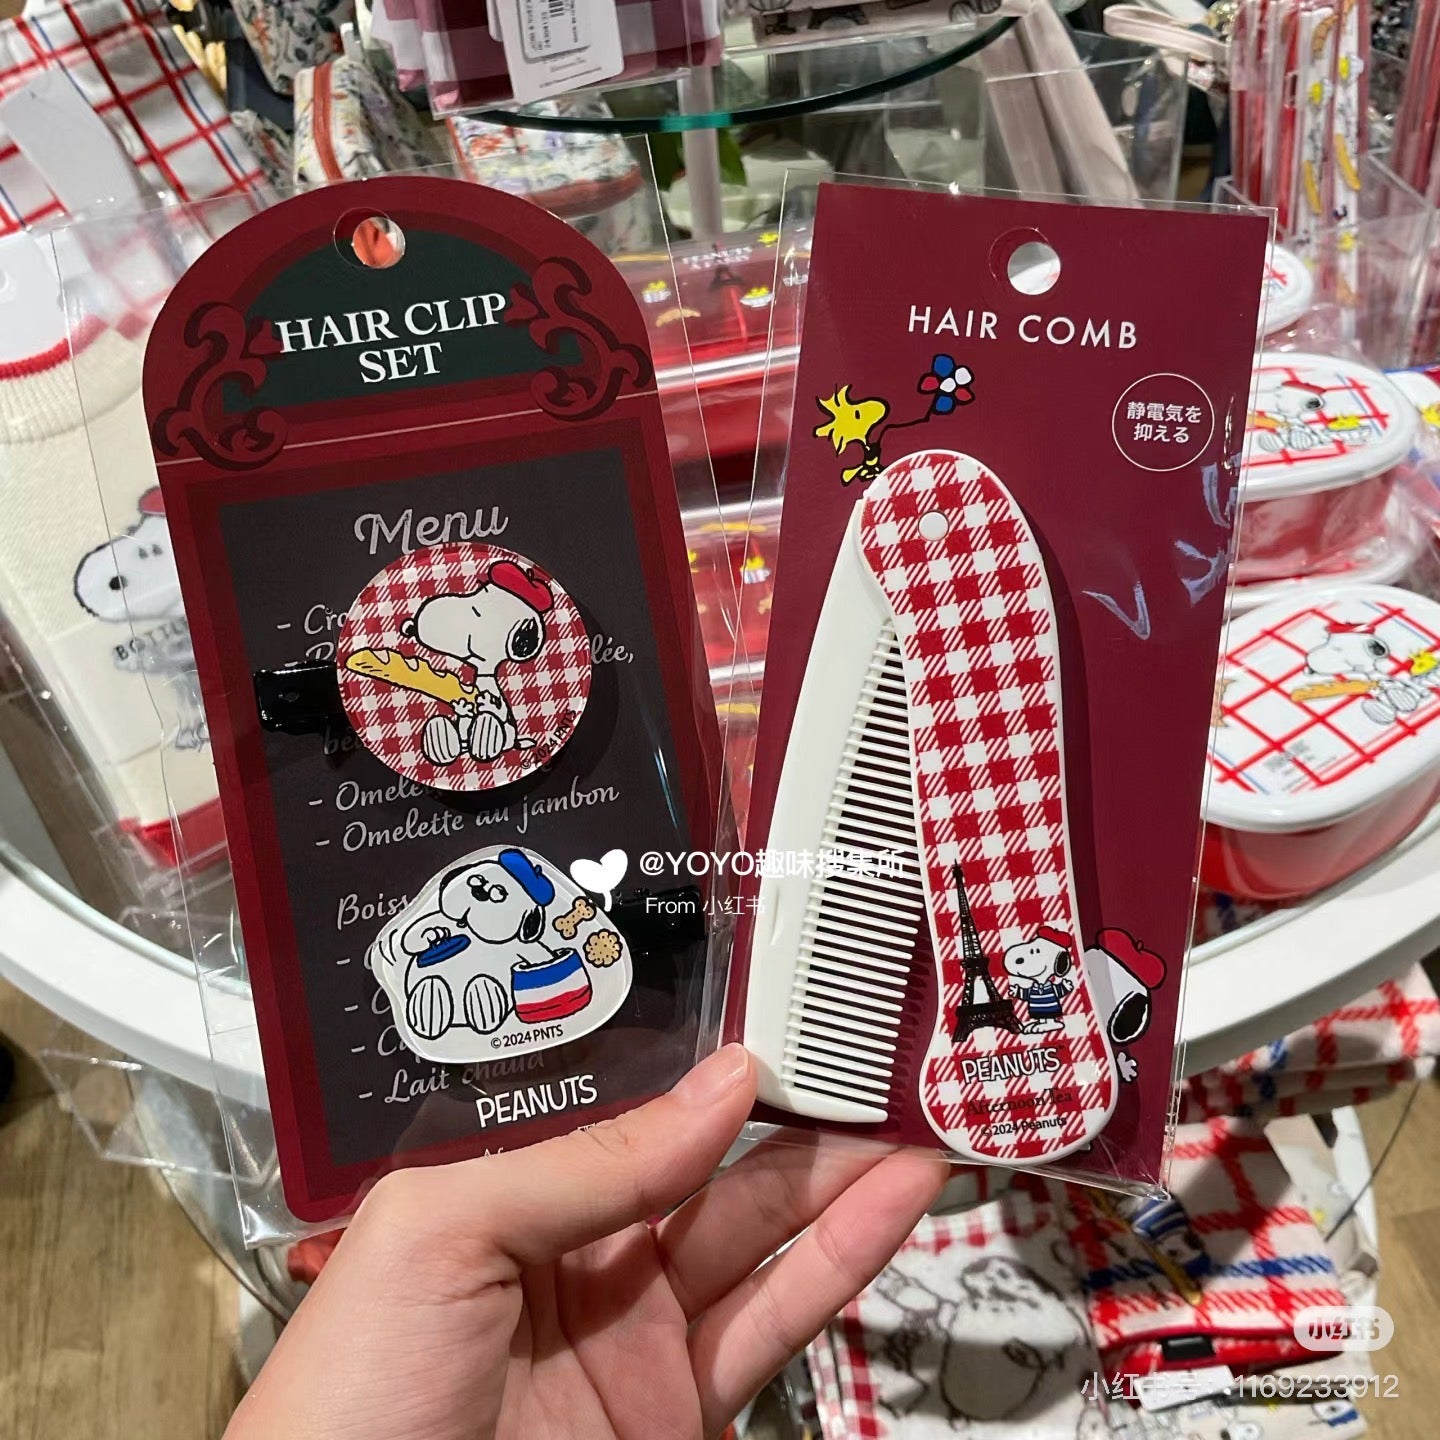 HAIR CLIP
SET
Menu
lée,
- Omelette au jambon
- Lait chaud
© 2024 PNTS
© 2024 PNTS
PEANUTS
HAIR COMB
静電気を
抑える
PEANUTS
Afternoon Tea
© 2024 Peanuts
@YOYO趣味搜集所
From 小红书
小红书
小红书号：1169233912